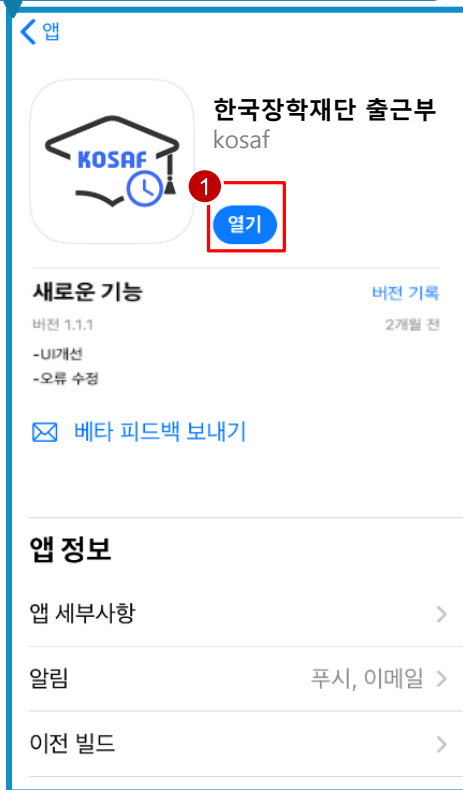 앱
한국장학재단 출근부
kosaf
KOSAF
1
열기
새로운 기능
버전 기록
버전 1.1.1
2개월 전
-UI개선
-오류 수정
베타 피드백 보내기
앱 정보
앱 세부사항
알림
푸시, 이메일
이전 빌드